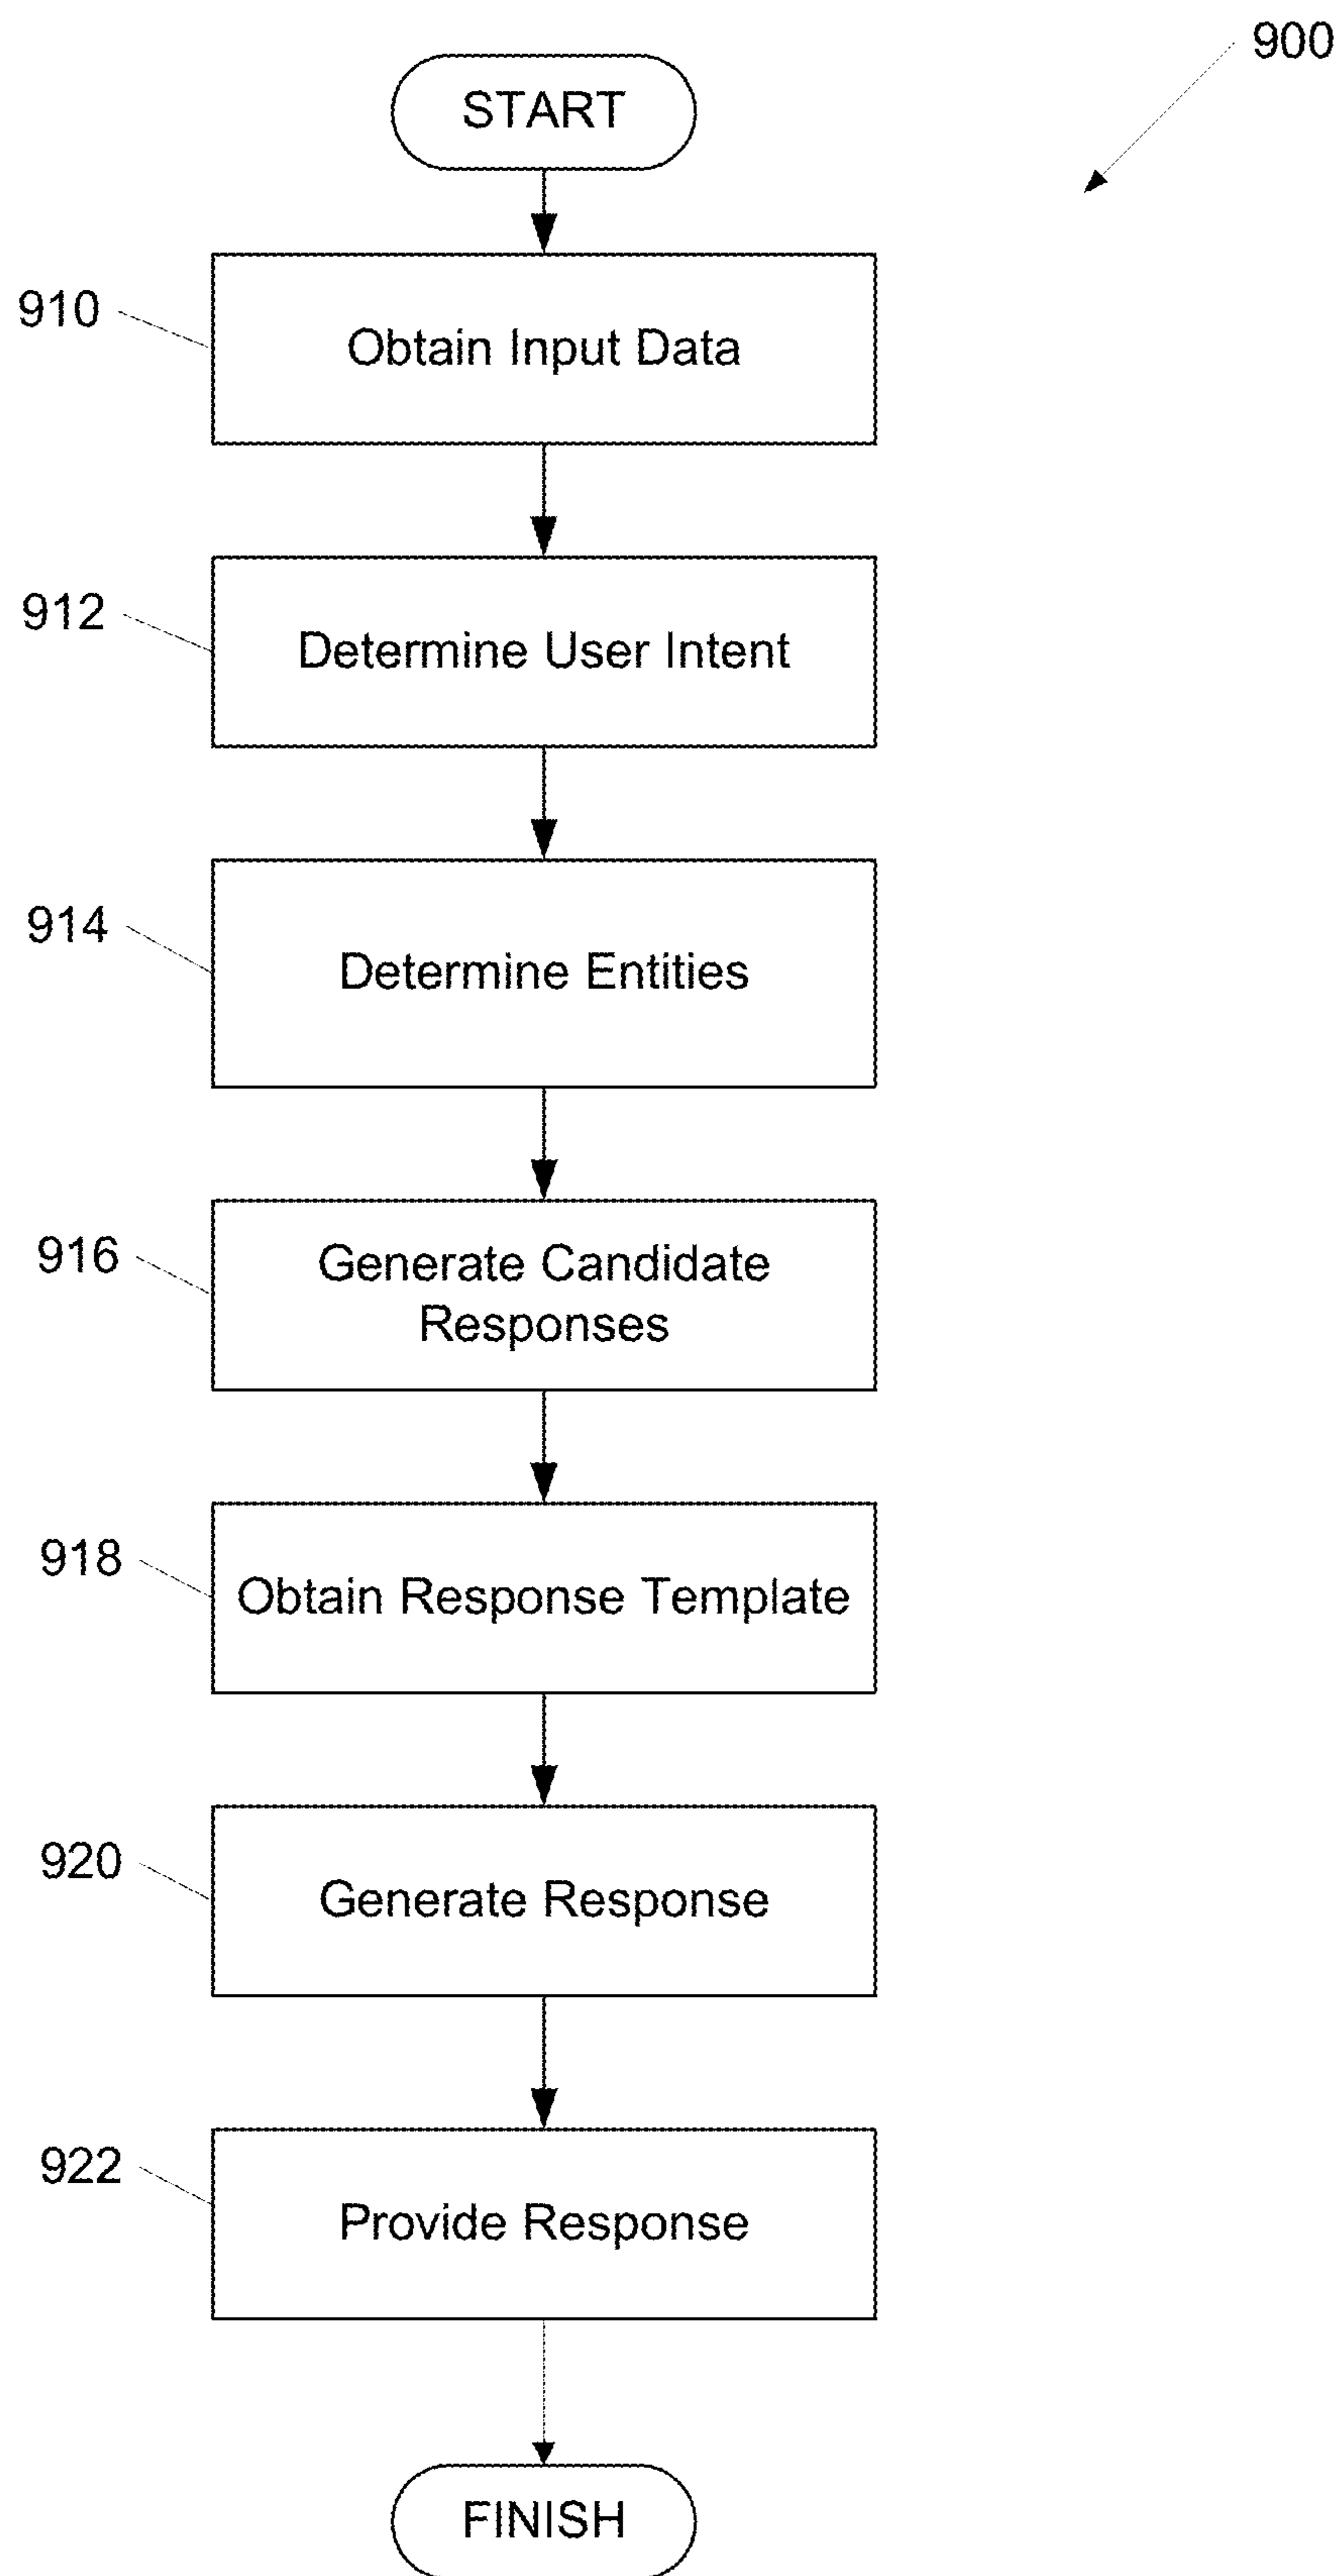 900
START
910
Obtain Input Data
912
Determine User Intent
914
Determine Entities
916
Generate Candidate
Responses
918
Obtain Response Template
920
Generate Response
922
Provide Response
FINISH